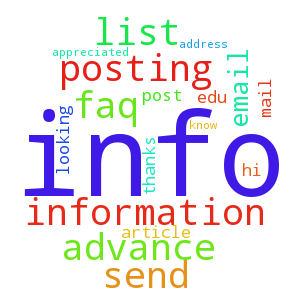 list
address
appreciated
posting
email
mail
faq
post
edu
looking
info
know
thanks
hi
information
article
advance
send